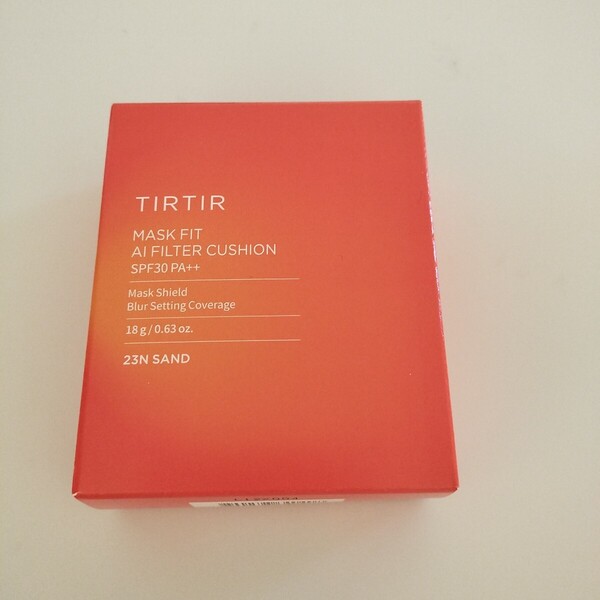 TIRTIR
MASK FIT
AI FILTER CUSHION
SPF30 PA++
Mask Shield
Blur Setting Coverage
18 g / 0.63 oz.
23N SAND